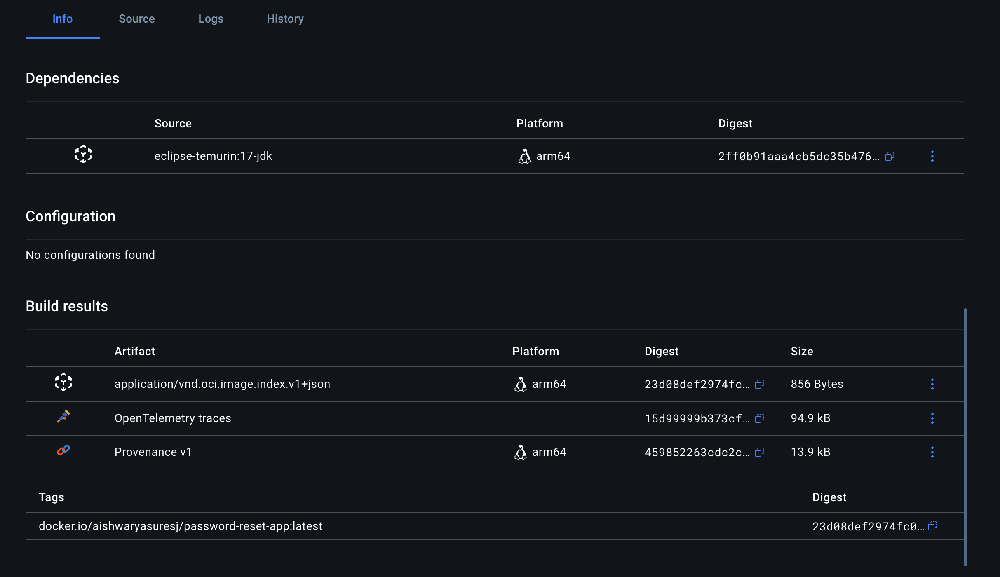 Info Source Logs History
Dependencies
Source Platform Digest
eclipse-temurin:17-jdk arm64 2ff0b91aaa4cb5dc35b476…
Configuration
No configurations found
Build results
Artifact Platform Digest Size
application/vnd.oci.image.index.v1+json arm64 23d08def2974fc… 856 Bytes
OpenTelemetry traces 15d99999b373cf… 94.9 kB
Provenance v1 arm64 459852263cdc2c… 13.9 kB
Tags Digest
docker.io/aishwaryasuresj/password-reset-app:latest 23d08def2974fc0…